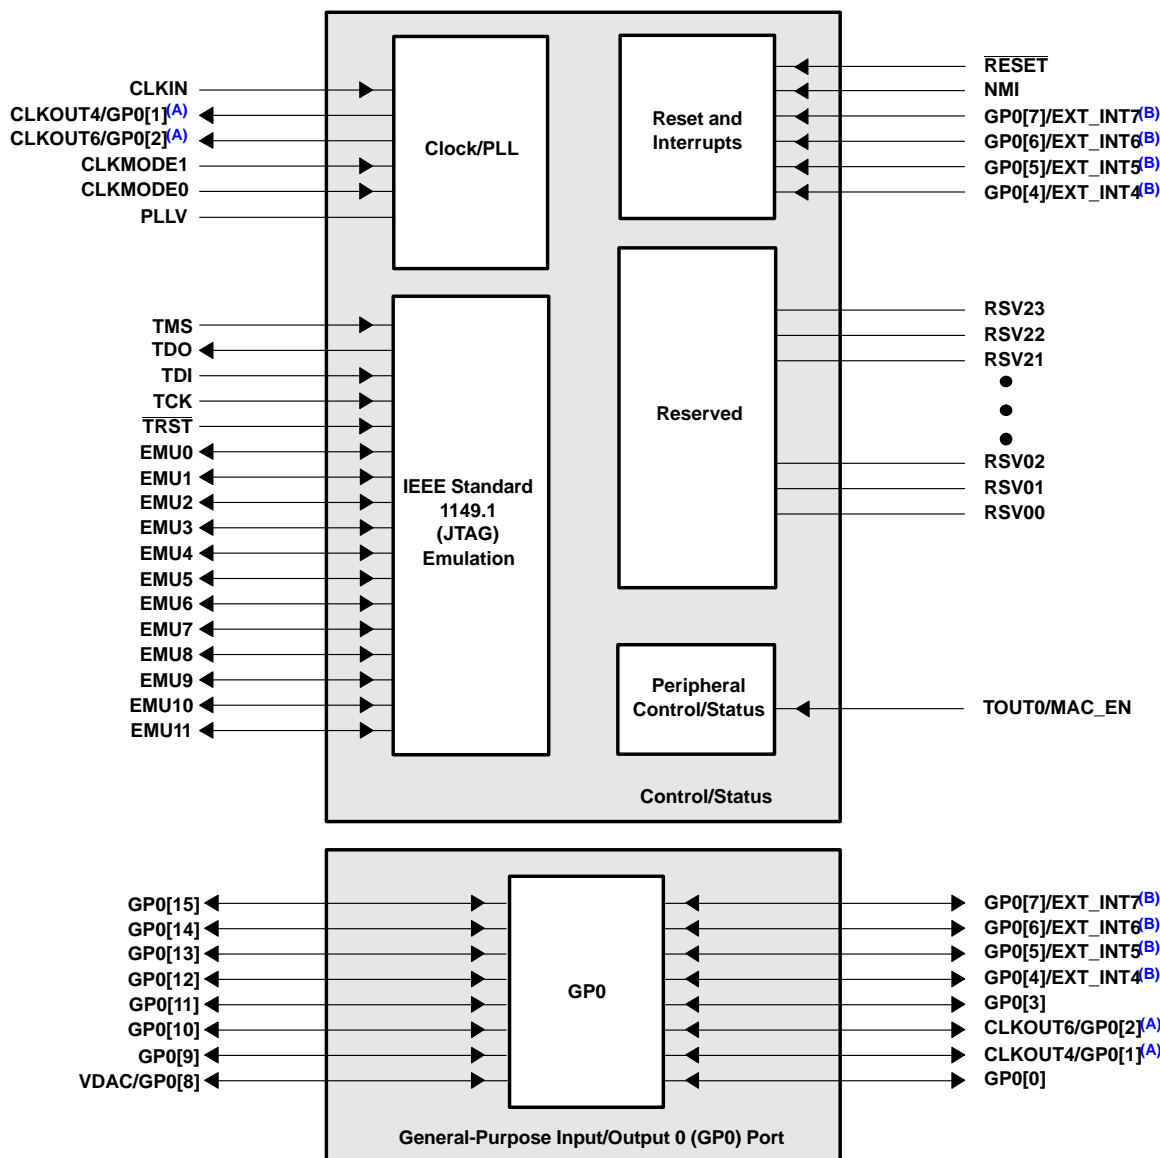 CLKIN
CLKOUT4/GP0[1](A)
CLKOUT6/GP0[2](A)
CLKMODE1
CLKMODE0
PLLV
Clock/PLL
Reset and
Interrupts
RESET
NMI
GP0[7]/EXT_INT7(B)
GP0[6]/EXT_INT6(B)
GP0[5]/EXT_INT5(B)
GP0[4]/EXT_INT4(B)
TMS
TDO
TDI
TCK
TRST
EMU0
EMU1
EMU2
EMU3
EMU4
EMU5
EMU6
EMU7
EMU8
EMU9
EMU10
EMU11
IEEE Standard
1149.1
(JTAG)
Emulation
Reserved
RSV23
RSV22
RSV21
RSV02
RSV01
RSV00
Peripheral
Control/Status
TOUT0/MAC_EN
Control/Status
GP0[15]
GP0[14]
GP0[13]
GP0[12]
GP0[11]
GP0[10]
GP0[9]
VDAC/GP0[8]
GP0
GP0[7]/EXT_INT7(B)
GP0[6]/EXT_INT6(B)
GP0[5]/EXT_INT5(B)
GP0[4]/EXT_INT4(B)
GP0[3]
CLKOUT6/GP0[2](A)
CLKOUT4/GP0[1](A)
GP0[0]
General-Purpose Input/Output 0 (GP0) Port